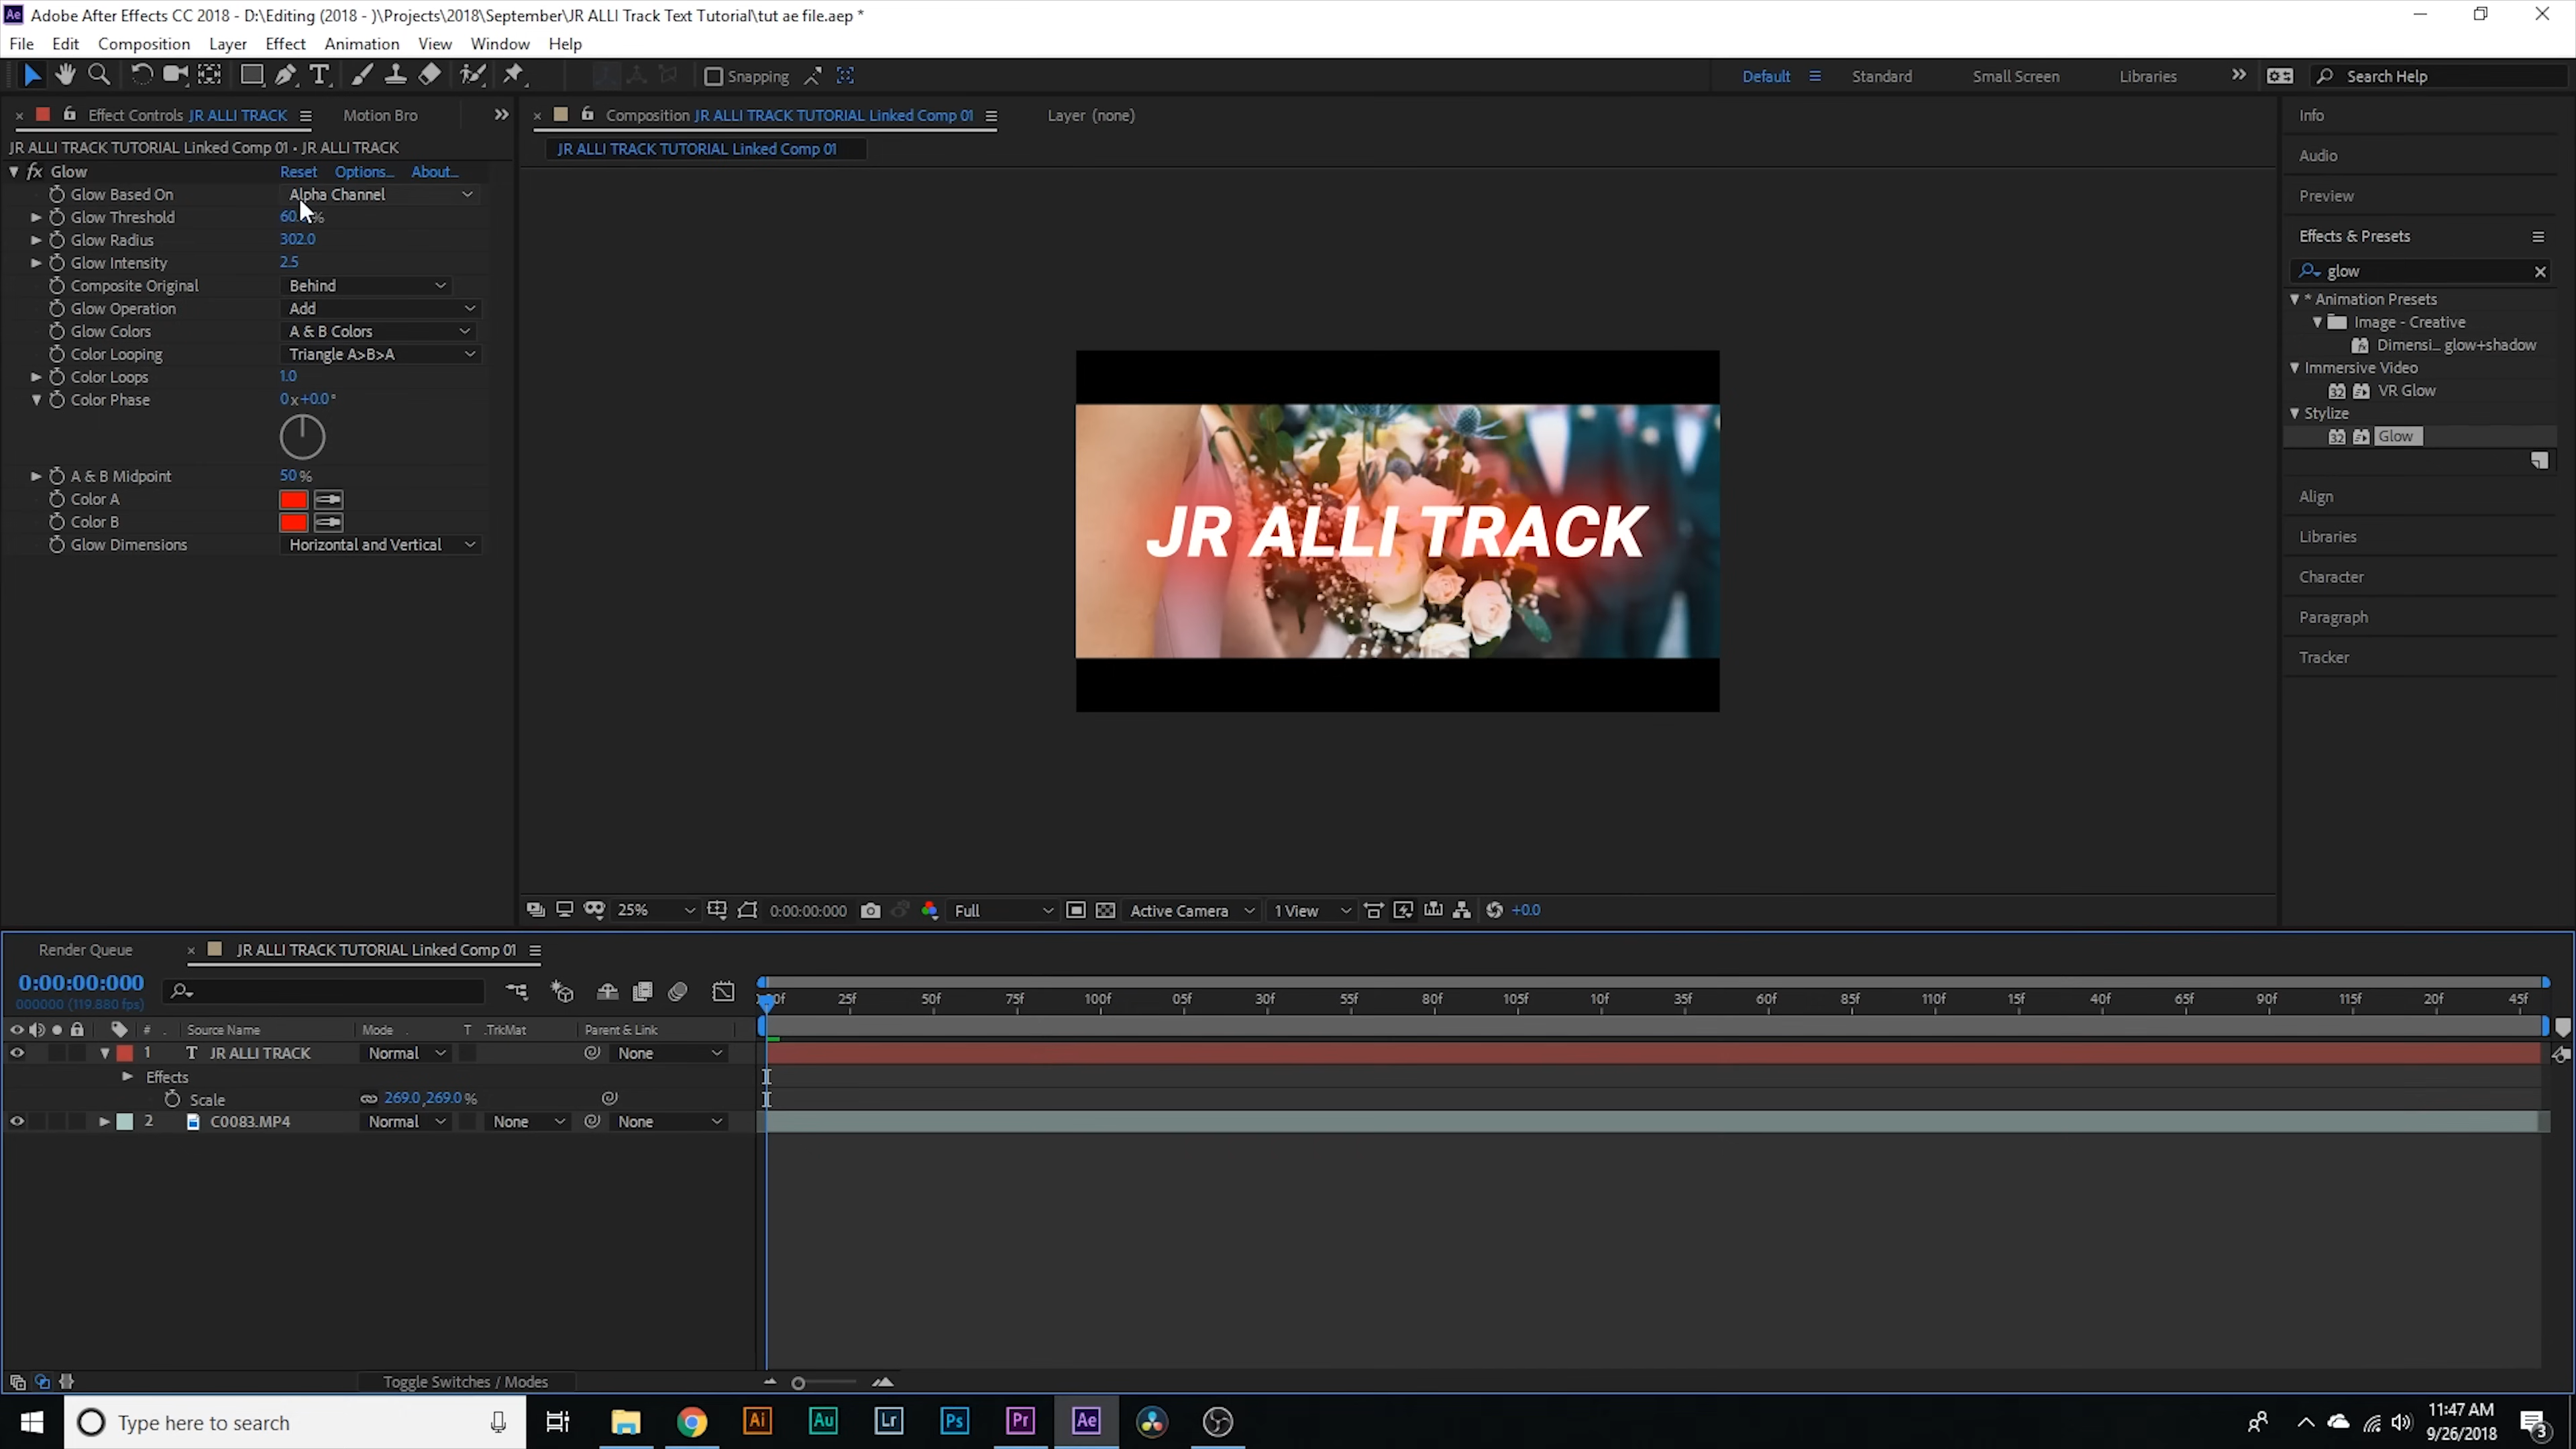 Adobe After Effects CC 2018 - D:\Editing (2018 - )\Projects\2018\September\JR ALLI Track Text Tutorial\tut ae file.aep *
File Edit Composition Layer Effect Animation View Window Help
Snapping Default Standard Small Screen Libraries Search Help
Effect Controls JR ALLI TRACK Motion Bro
JR ALLI TRACK TUTORIAL Linked Comp 01 • JR ALLI TRACK
fx Glow Reset Options... About...
Glow Based On Alpha Channel
Glow Threshold %
Glow Radius 302.0
Glow Intensity 2.5
Composite Original Behind
Glow Operation Add
Glow Colors A & B Colors
Color Looping Triangle A>B>A
Color Loops 1.0
Color Phase 0x+0.0°
A & B Midpoint 50 %
Color A
Color B
Glow Dimensions Horizontal and Vertical
Composition JR ALLI TRACK TUTORIAL Linked Comp 01 Layer (none)
JR ALLI TRACK TUTORIAL Linked Comp 01
JR ALLI TRACK
25% 0:00:00:000 Full Active Camera 1 View +0.0
Info
Audio
Preview
Effects & Presets
glow
* Animation Presets
Image - Creative
Dimensi... glow+shadow
Immersive Video
32 VR Glow
Stylize
32 Glow
Align
Libraries
Character
Paragraph
Tracker
Render Queue JR ALLI TRACK TUTORIAL Linked Comp 01
0:00:00:000
000000 (119.880 fps)
25f 50f 75f 100f 05f 30f 55f 80f 105f 10f 35f 60f 85f 110f 15f 40f 65f 90f 115f 20f 45f
# Source Name Mode T .TrkMat Parent & Link
1 T JR ALLI TRACK Normal None
Effects
Scale 269.0,269.0 %
2 C0083.MP4 Normal None None
Toggle Switches / Modes
Type here to search
Ai Au Lr Ps Pr Ae
11:47 AM
9/26/2018
3